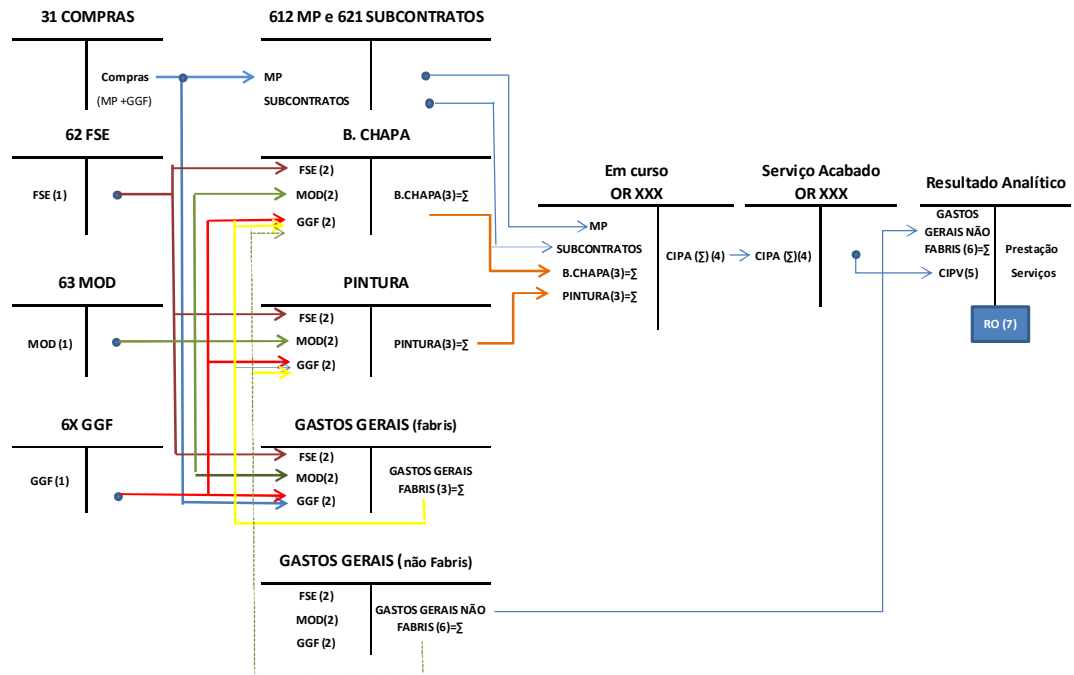 31 COMPRAS
Compras
(MP +GGF)
612 MP e 621 SUBCONTRATOS
MP
SUBCONTRATOS
62 FSE
FSE (1)
B. CHAPA
FSE (2)
MOD(2)
GGF (2)
B.CHAPA(3)=∑
63 MOD
MOD (1)
PINTURA
FSE (2)
MOD(2)
GGF (2)
PINTURA(3)=∑
6X GGF
GGF (1)
GASTOS GERAIS (fabris)
FSE (2)
MOD(2)
GGF (2)
GASTOS GERAIS
FABRIS (3)=∑
GASTOS GERAIS (não Fabris)
FSE (2)
MOD(2)
GGF (2)
GASTOS GERAIS NÃO
FABRIS (6)=∑
Em curso
OR XXX
MP
SUBCONTRATOS
B.CHAPA(3)=∑
PINTURA(3)=∑
CIPA (∑) (4)
Serviço Acabado
OR XXX
CIPA (∑)(4)
Resultado Analítico
GASTOS
GERAIS NÃO
FABRIS (6)=∑
CIPV(5)
Prestação
Serviços
RO (7)